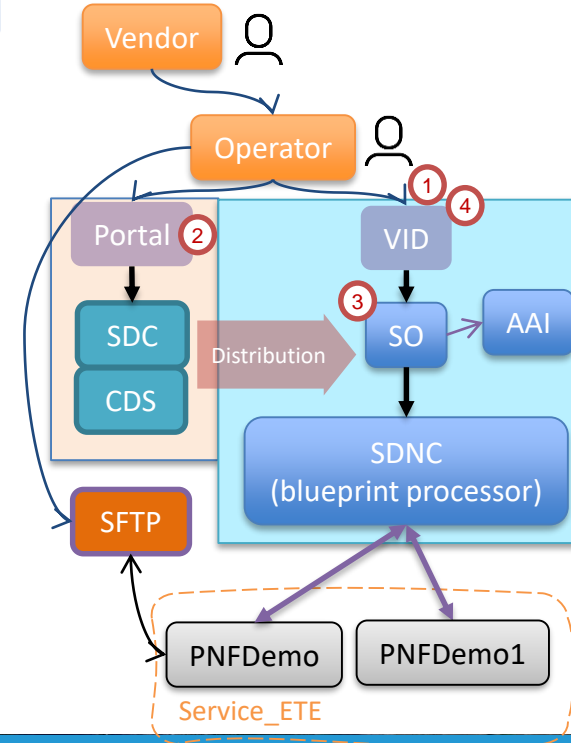 Vendor
Operator
1
4
Portal
2
VID
3
SDC
SO
AAI
Distribution
CDS
SDNC
(blueprint processor)
SFTP
PNFDemo
PNFDemo1
Service_ETE